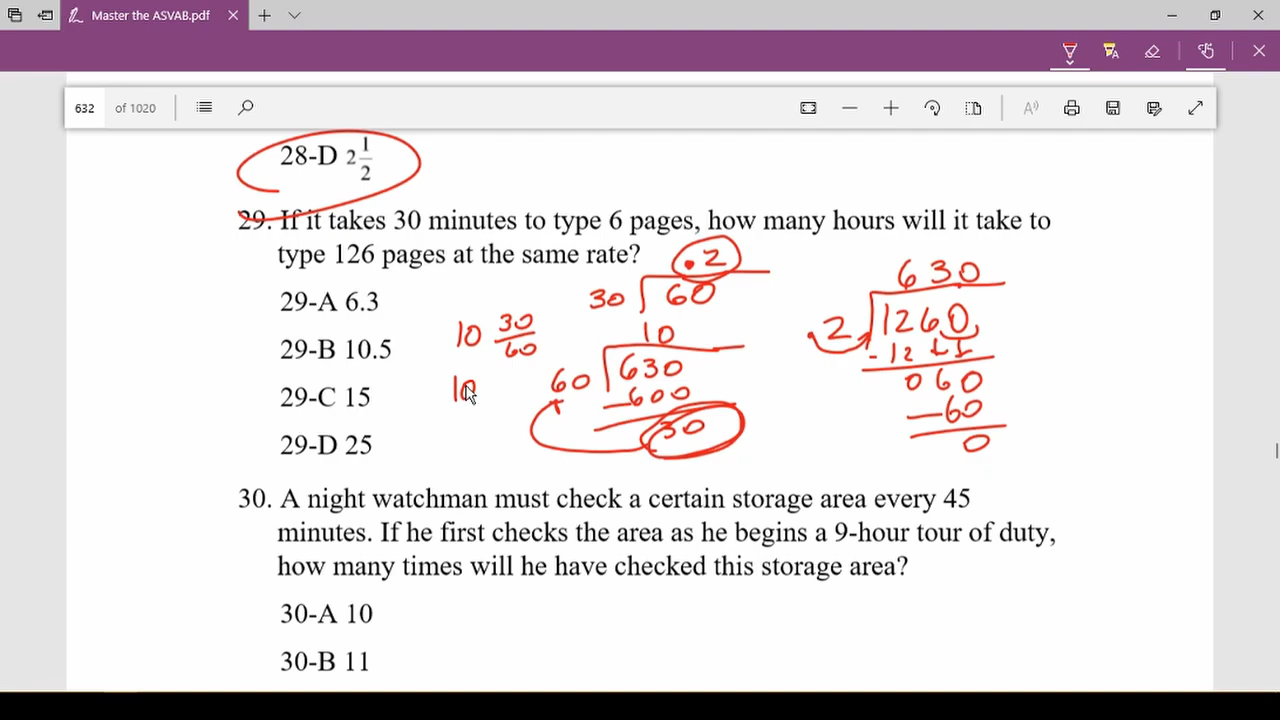 Master the ASVAB.pdf
632 of 1020
28-D 2 1/2
29. If it takes 30 minutes to type 6 pages, how many hours will it take to
type 126 pages at the same rate?
.2
30 60
630
2 1260
- 12
060
-60
0
10 30/60
10
60 630
-600
30
10
29-A 6.3
29-B 10.5
29-C 15
29-D 25
30. A night watchman must check a certain storage area every 45
minutes. If he first checks the area as he begins a 9-hour tour of duty,
how many times will he have checked this storage area?
30-A 10
30-B 11